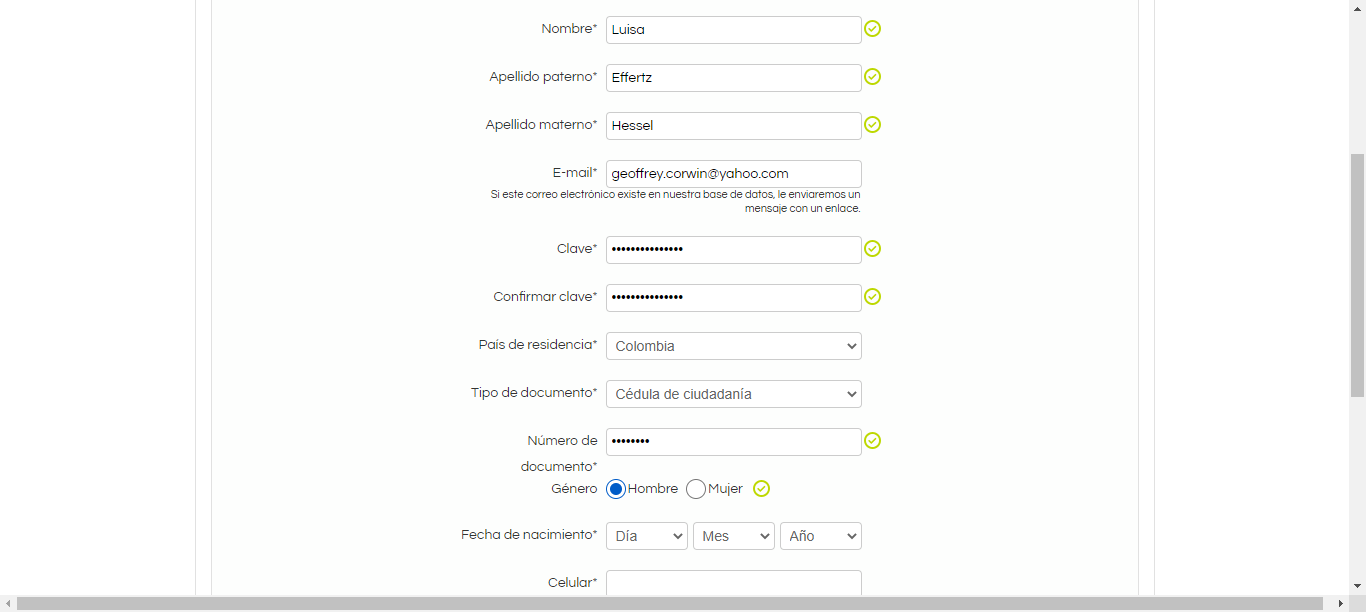 Nombre* Luisa
Apellido paterno* Effertz
Apellido materno* Hessel
E-mail* geoffrey.corwin@yahoo.com
Si este correo electrónico existe en nuestra base de datos, le enviaremos un
mensaje con un enlace.
Clave* •••••••••••••••
Confirmar clave* •••••••••••••••
País de residencia* Colombia
Tipo de documento* Cédula de ciudadanía
Número de ••••••••
documento*
Género Hombre Mujer
Fecha de nacimiento* Día Mes Año
Celular*